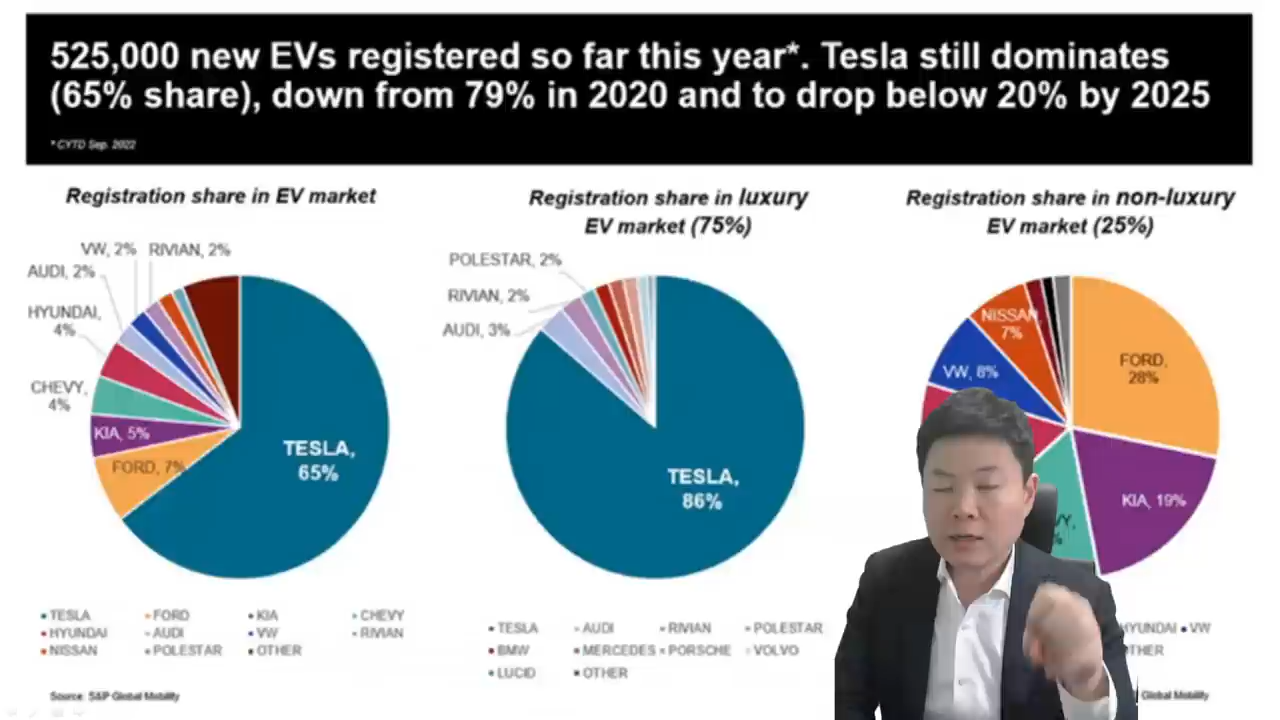 525,000 new EVs registered so far this year*. Tesla still dominates
(65% share), down from 79% in 2020 and to drop below 20% by 2025
* CYTD Sep. 2022
Registration share in EV market
VW, 2%
RIVIAN, 2%
AUDI, 2%
HYUNDAI,
4%
CHEVY,
4%
KIA, 5%
FORD, 7%
TESLA,
65%
TESLA
FORD
KIA
CHEVY
HYUNDAI
AUDI
VW
RIVIAN
NISSAN
POLESTAR
OTHER
Source: S&P Global Mobility
Registration share in luxury
EV market (75%)
POLESTAR, 2%
RIVIAN, 2%
AUDI, 3%
TESLA,
86%
TESLA
AUDI
RIVIAN
POLESTAR
BMW
MERCEDES
PORSCHE
VOLVO
LUCID
OTHER
Registration share in non-luxury
EV market (25%)
NISSAN,
7%
VW, 8%
FORD,
28%
KIA, 19%
VY,
%
HYUNDAI
VW
THER
Global Mobility